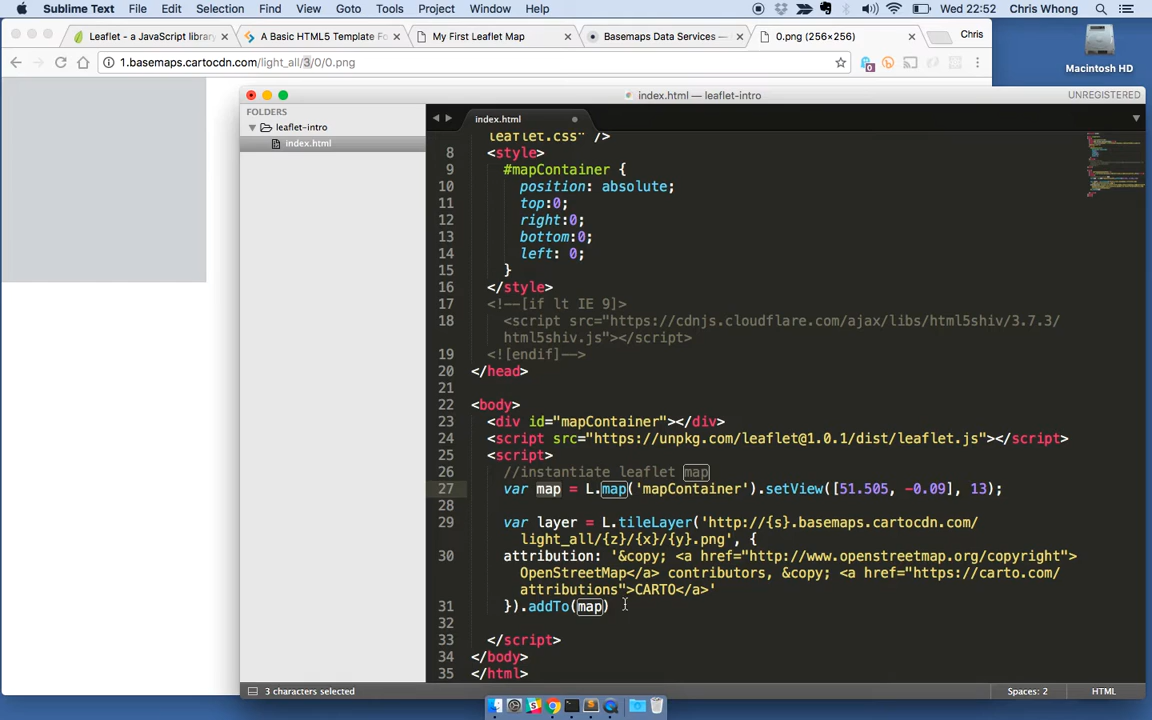 Sublime Text File Edit Selection Find View Goto Tools Project Window Help Wed 22:52 Chris Whong
Leaflet - a JavaScript library × A Basic HTML5 Template Fo × My First Leaflet Map × Basemaps Data Services — × 0.png (256×256) × Chris
1.basemaps.cartocdn.com/light_all/3/0/0.png
Macintosh HD
index.html — leaflet-intro UNREGISTERED
FOLDERS
leaflet-intro
index.html
index.html
leaflet.css" />
8 <style>
9 #mapContainer {
10 position: absolute;
11 top:0;
12 right:0;
13 bottom:0;
14 left: 0;
15 }
16 </style>
17 <!--[if lt IE 9]>
18 <script src="https://cdnjs.cloudflare.com/ajax/libs/html5shiv/3.7.3/
html5shiv.js"></script>
19 <![endif]-->
20 </head>
21
22 <body>
23 <div id="mapContainer"></div>
24 <script src="https://unpkg.com/leaflet@1.0.1/dist/leaflet.js"></script>
25 <script>
26 //instantiate leaflet map
27 var map = L.map('mapContainer').setView([51.505, -0.09], 13);
28
29 var layer = L.tileLayer('http://{s}.basemaps.cartocdn.com/
light_all/{z}/{x}/{y}.png', {
30 attribution: '&copy; <a href="http://www.openstreetmap.org/copyright">
OpenStreetMap</a> contributors, &copy; <a href="https://carto.com/
attributions">CARTO</a>'
31 }).addTo(map)
32
33 </script>
34 </body>
35 </html>
3 characters selected Spaces: 2 HTML